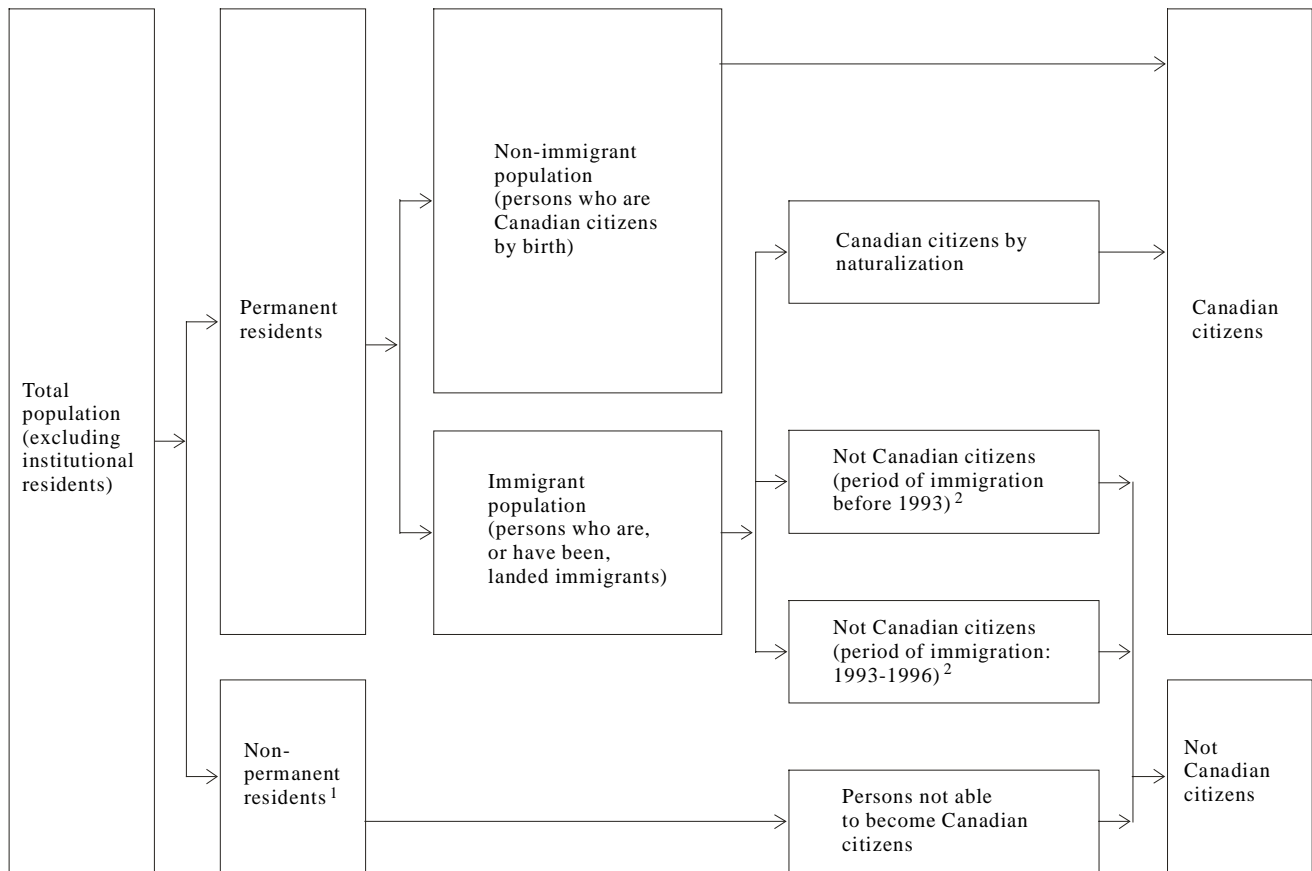 Total
population
(excluding
institutional
residents)
Permanent
residents
Non-
permanent
residents 1
Non-immigrant
population
(persons who are
Canadian citizens
by birth)
Immigrant
population
(persons who are,
or have been,
landed immigrants)
Canadian citizens by
naturalization
Not Canadian citizens
(period of immigration
before 1993) 2
Not Canadian citizens
(period of immigration:
1993-1996) 2
Persons not able
to become Canadian
citizens
Canadian
citizens
Not
Canadian
citizens